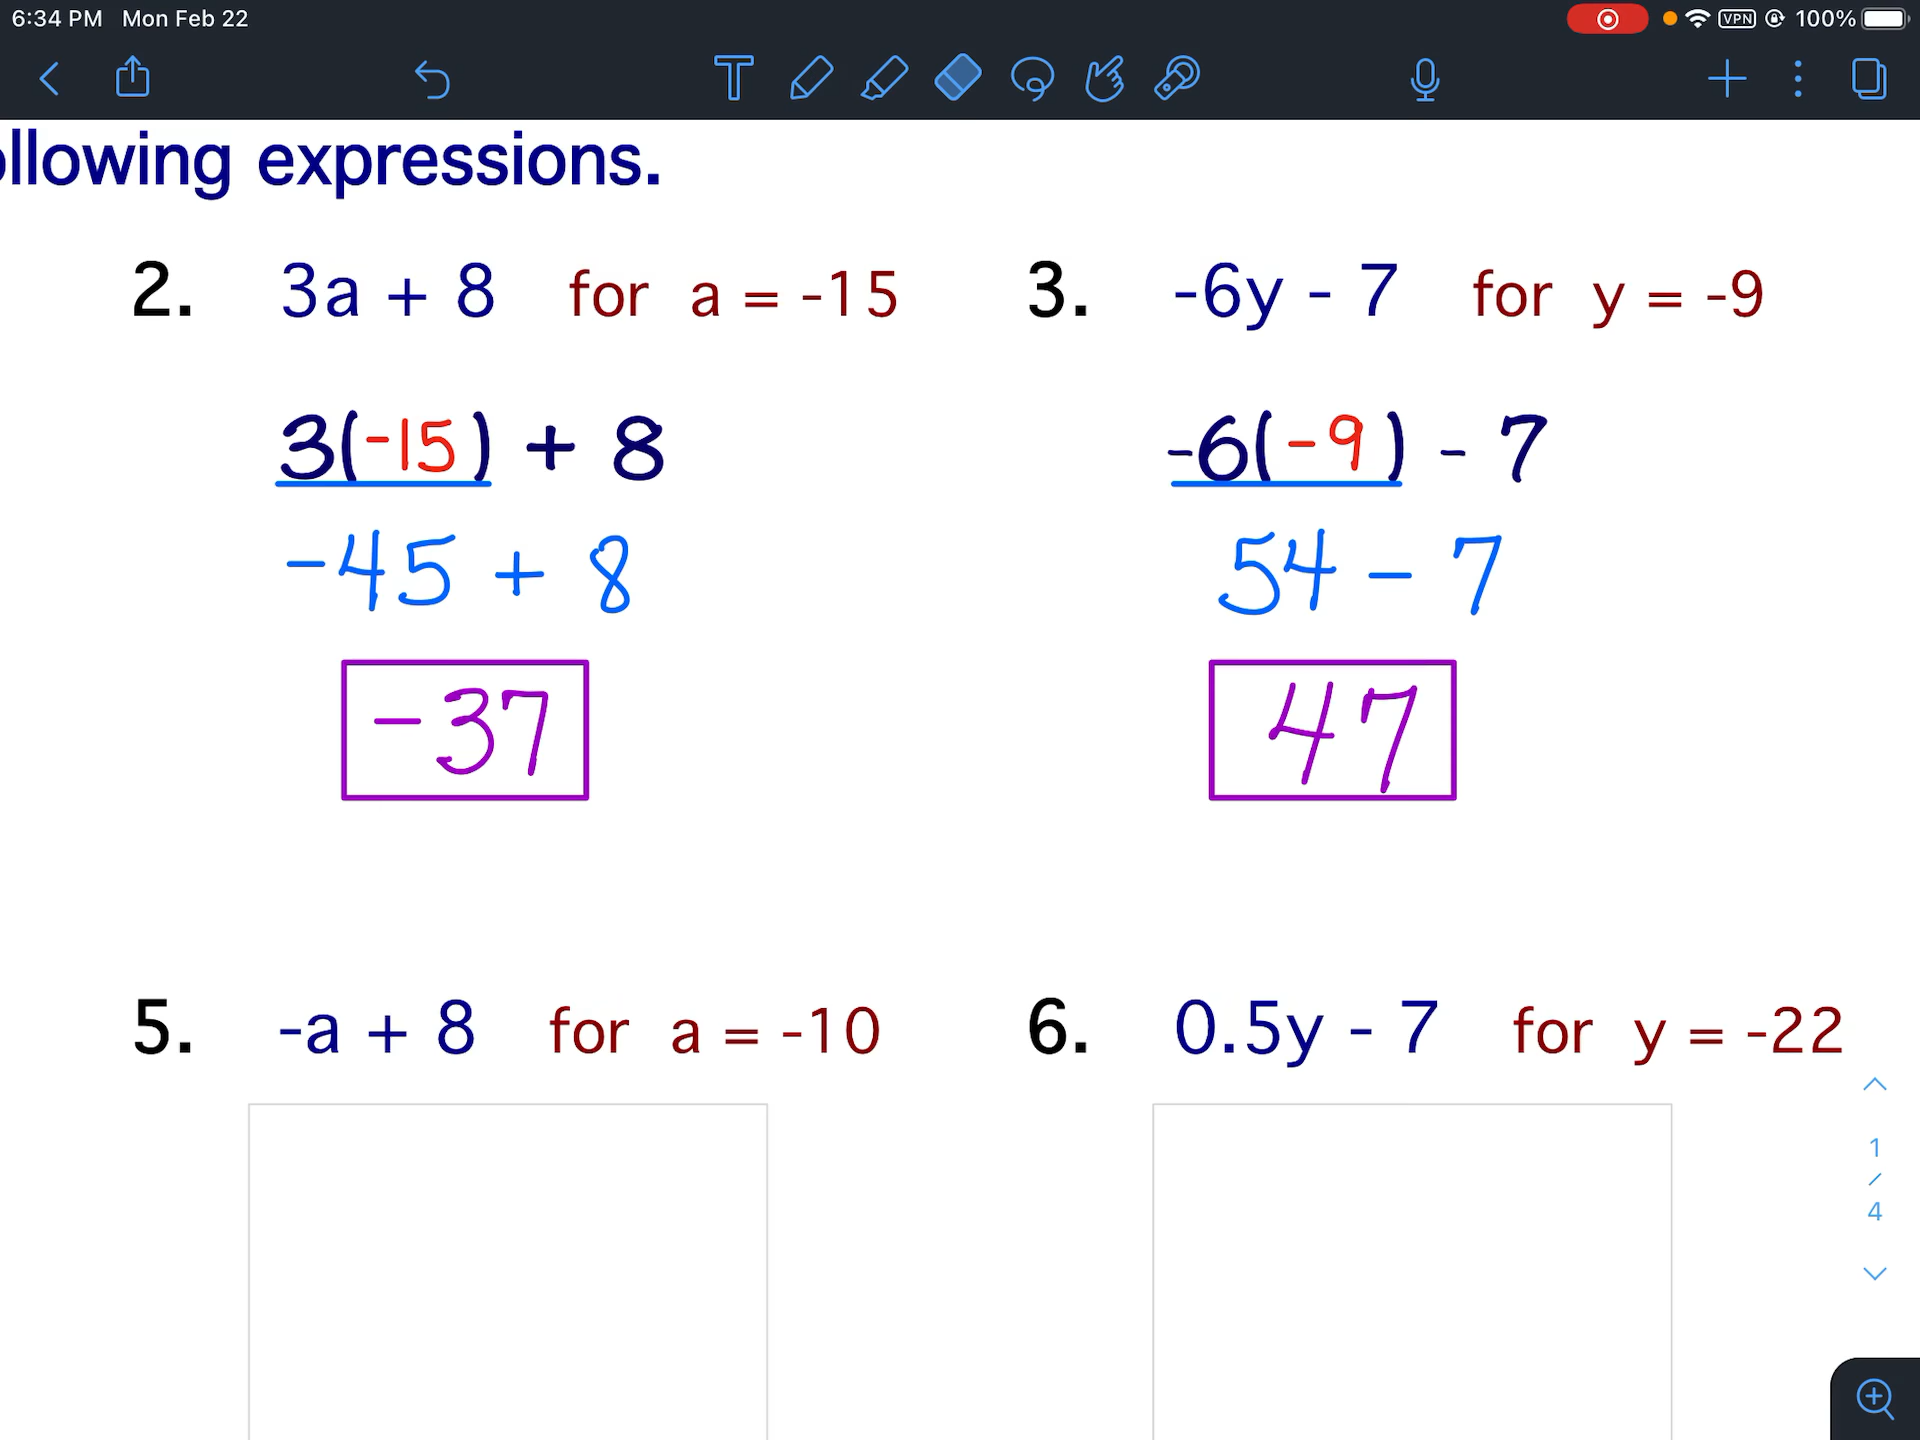 6:34 PM Mon Feb 22 VPN 100%
ollowing expressions.
2. 3a + 8 for a = -15
3(-15) + 8
-45 + 8
-37
3. -6y - 7 for y = -9
-6(-9) - 7
54 - 7
47
5. -a + 8 for a = -10
6. 0.5y - 7 for y = -22
1
/
4